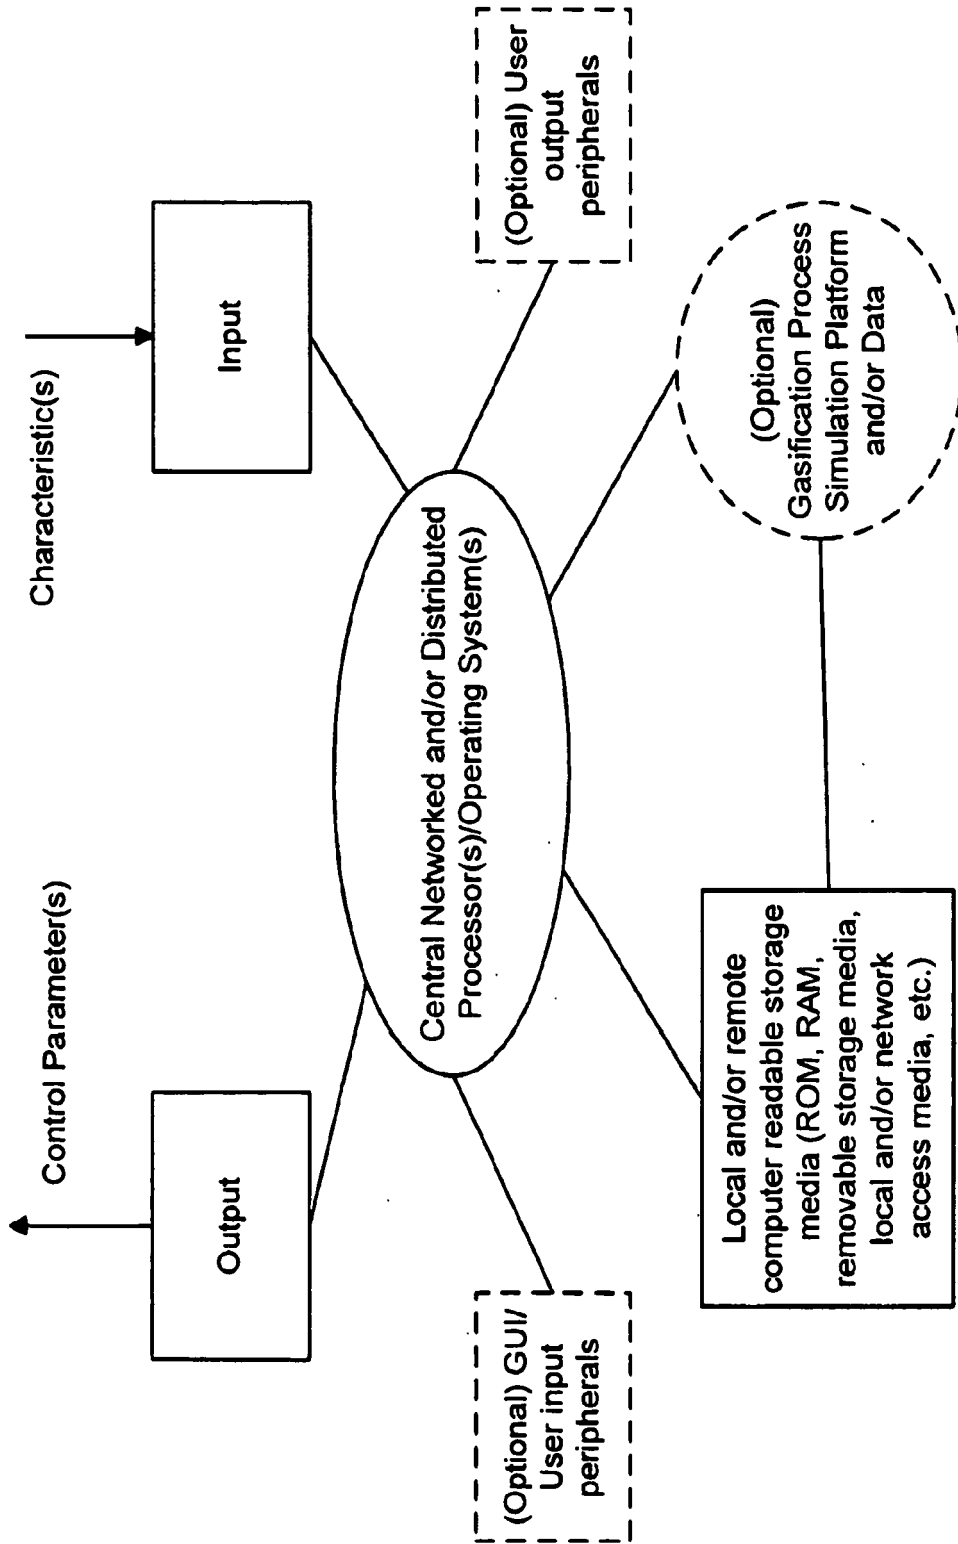 Control Parameter(s)
Characteristic(s)
Output
Input
Central Networked and/or Distributed
Processor(s)/Operating System(s)
(Optional) GUI/
User input
peripherals
(Optional) User
output
peripherals
Local and/or remote
computer readable storage
media (ROM, RAM,
removable storage media,
local and/or network
access media, etc.)
(Optional)
Gasification Process
Simulation Platform
and/or Data